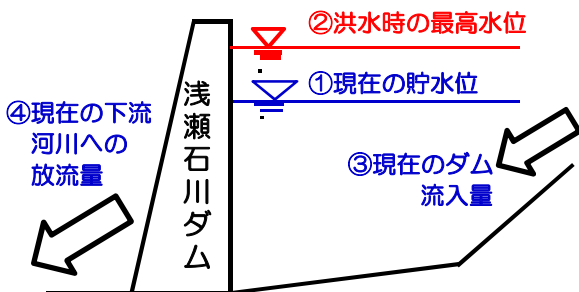 ②洪水時の最高水位
①現在の貯水位
④現在の下流
河川への
放流量
浅瀬石川ダム
③現在のダム
流入量